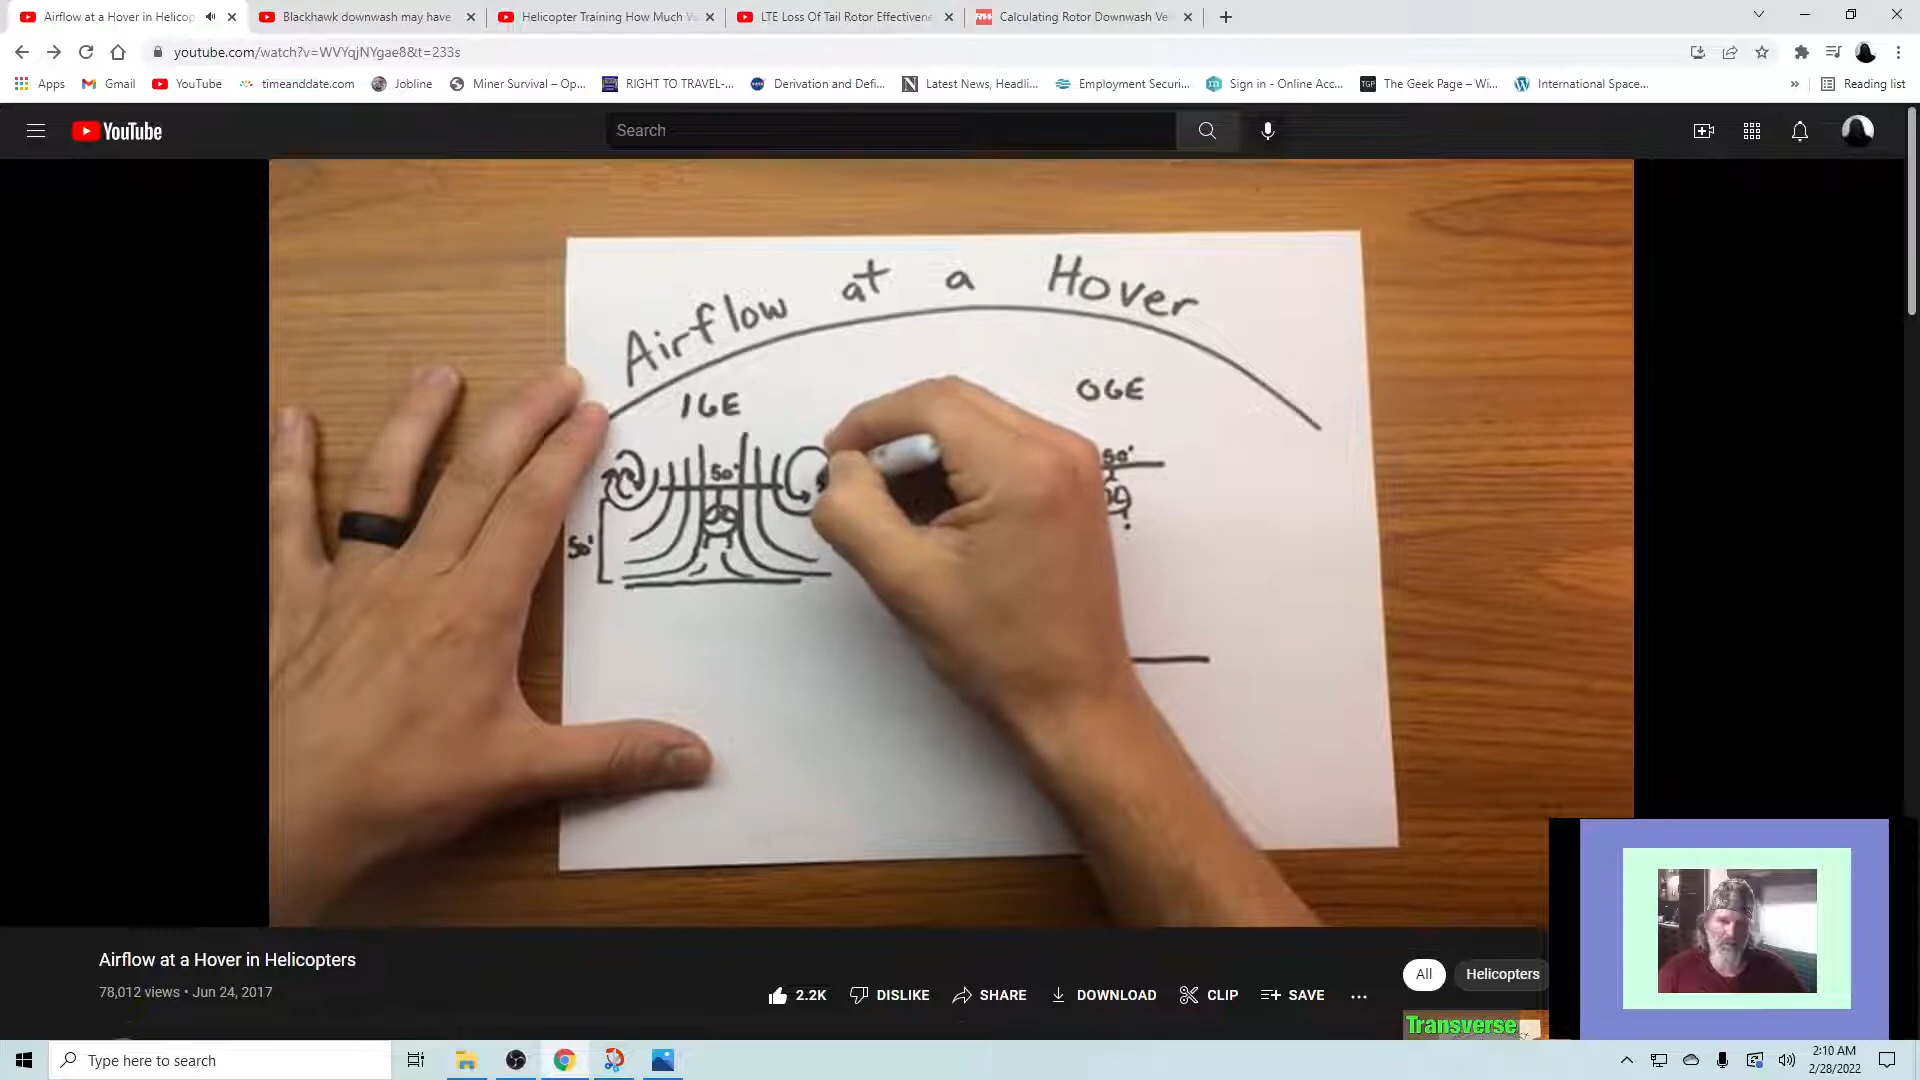 Airflow at a Hover in Helicop
Blackhawk downwash may have
Helicopter Training How Much V
LTE Loss Of Tail Rotor Effectivene
RM
Calculating Rotor Downwash Ve
youtube.com/watch?v=WVYqjNYgae8&t=233s
Apps
Gmail
YouTube
timeanddate.com
Jobline
Miner Survival – Op...
RIGHT TO TRAVEL-...
Derivation and Defi...
Latest News, Headli...
Employment Securi...
Sign in - Online Acc...
TGP
The Geek Page – Wi...
International Space...
»
Reading list
YouTube
Search
Airflow at a Hover
IGE
OGE
50'
50'
50'
Airflow at a Hover in Helicopters
78,012 views • Jun 24, 2017
2.2K
DISLIKE
SHARE
DOWNLOAD
CLIP
SAVE
...
All
Helicopters
Transverse
Type here to search
2:10 AM
2/28/2022